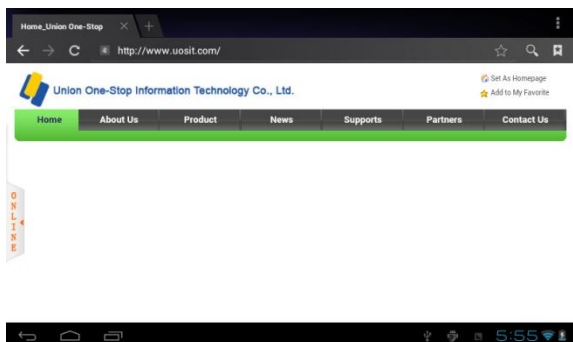 Home_Union One-Stop
http://www.uosit.com/
Union One-Stop Information Technology Co., Ltd.
Set As Homepage
Add to My Favorite
Home About Us Product News Supports Partners Contact Us
ONLINE
5:55